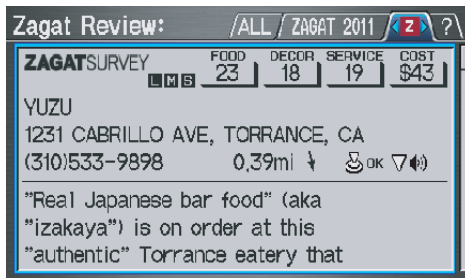 Zagat Review:
/ALL / ZAGAT 2011 Z ?
ZAGATSURVEY FOOD DECOR SERVICE COST
L M S 23 18 19 $43
YUZU
1231 CABRILLO AVE, TORRANCE, CA
(310)533-9898 0.39mi OK
"Real Japanese bar food" (aka
"izakaya") is on order at this
"authentic" Torrance eatery that